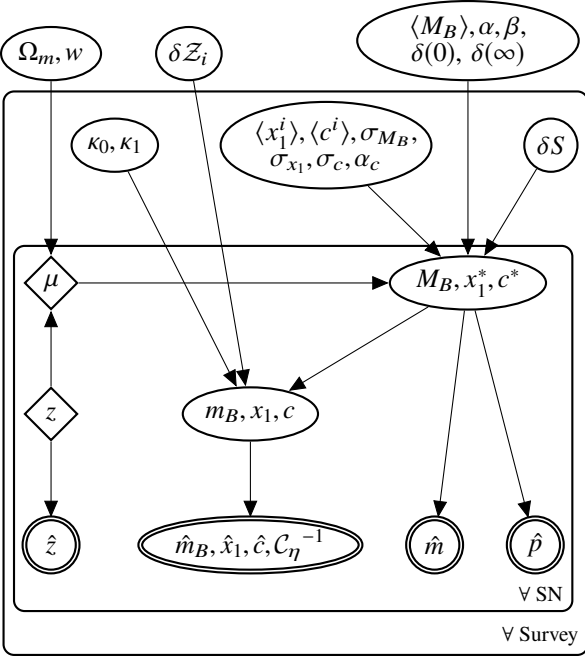 Ω_m, w
δ𝒵_i
⟨M_B⟩, α, β,
δ(0), δ(∞)
κ_0, κ_1
⟨x_1^i⟩, ⟨c^i⟩, σ_{M_B},
σ_{x_1}, σ_c, α_c
δS
μ
M_B, x_1^*, c^*
z
m_B, x_1, c
ẑ
m̂_B, x̂_1, ĉ, 𝒞_η^{-1}
m̂
p̂
∀ SN
∀ Survey